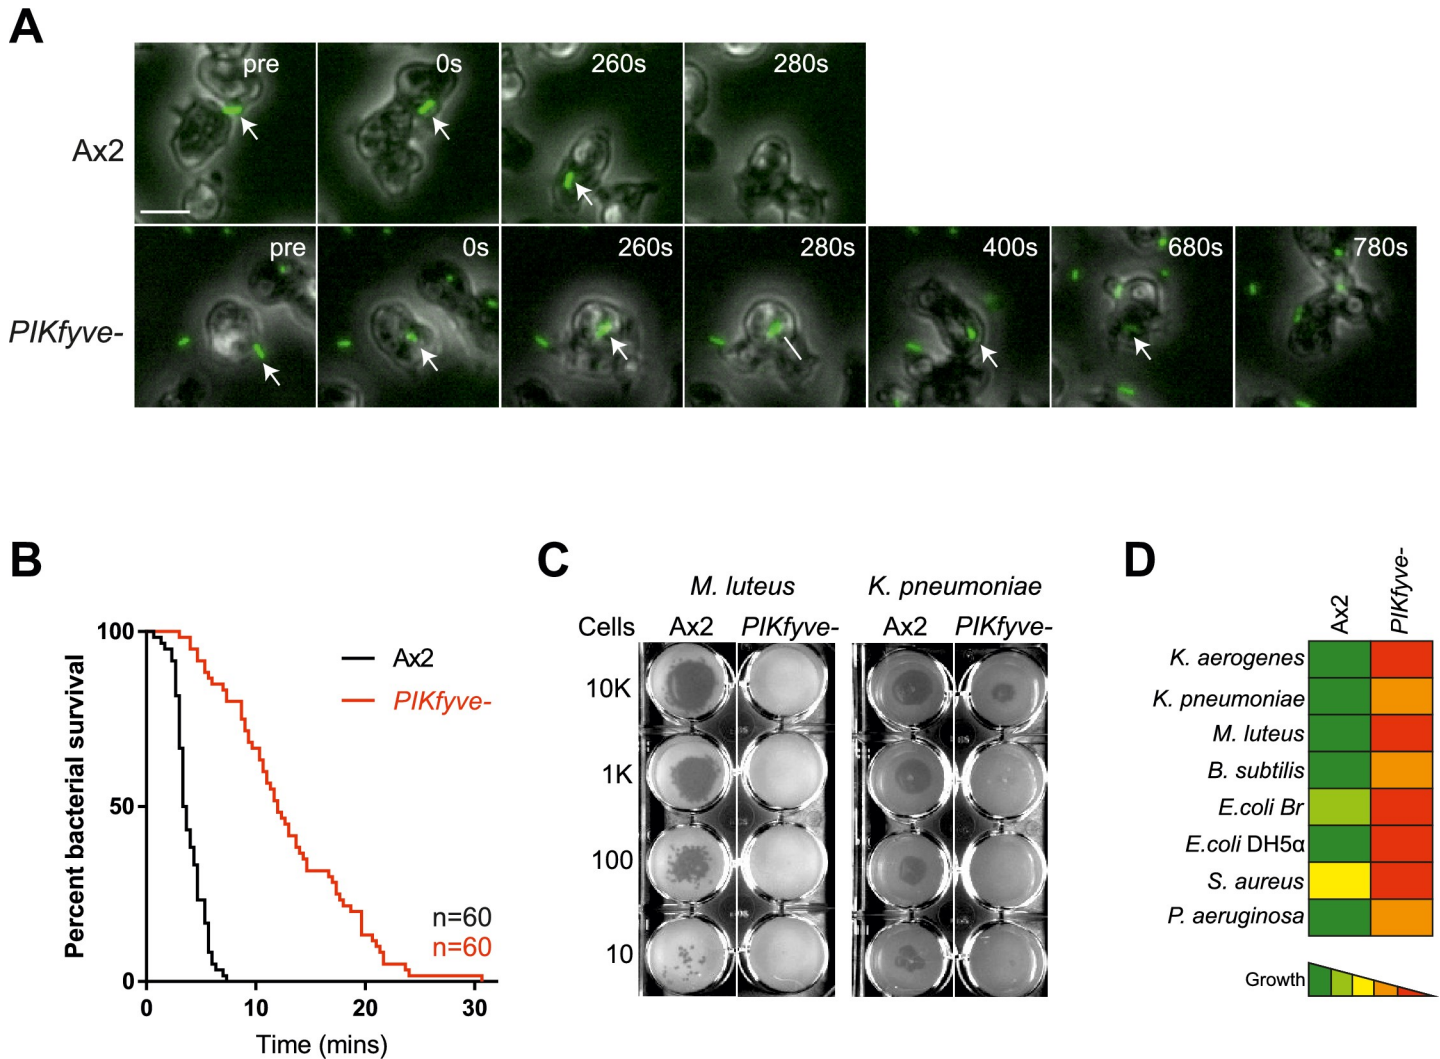 A
pre 0s 260s 280s
Ax2
pre 0s 260s 280s 400s 680s 780s
PIKfyve-
B
Percent bacterial survival
100
50
0
0 10 20 30
Time (mins)
Ax2
PIKfyve-
n=60
n=60
C
M. luteus K. pneumoniae
Cells Ax2 PIKfyve- Ax2 PIKfyve-
10K
1K
100
10
D
Ax2 PIKfyve-
K. aerogenes
K. pneumoniae
M. luteus
B. subtilis
E.coli Br
E.coli DH5α
S. aureus
P. aeruginosa
Growth